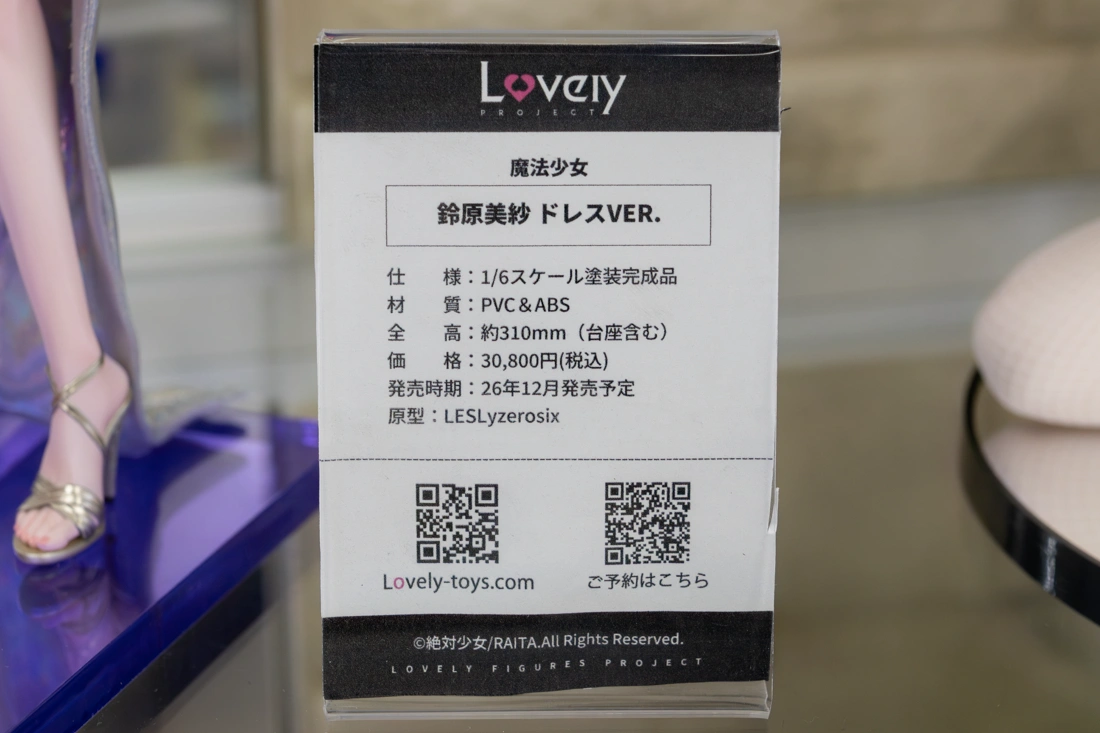 Lovely
PROJECT
魔法少女
鈴原美紗 ドレスVER.
仕　様：1/6スケール塗装完成品
材　質：PVC＆ABS
全　高：約310mm（台座含む）
価　格：30,800円(税込)
発売時期：26年12月発売予定
原型：LESLyzerosix
Lovely-toys.com
ご予約はこちら
©絶対少女/RAITA.All Rights Reserved.
LOVELY FIGURES PROJECT